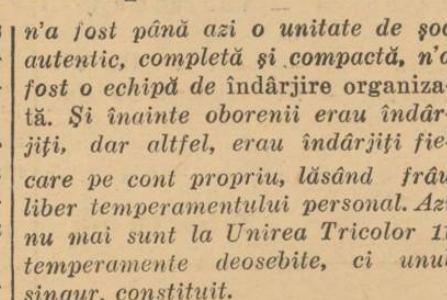 n'a fost până azi o unitate de șoc
autentic, completă și compactă, n'a
fost o echipă de îndârjire organiza-
tă. Și înainte oborenii erau îndâr-
jiți, dar altfel, erau îndârjiți fie-
care pe cont propriu, lăsând frâu
liber temperamentului personal. Azi
nu mai sunt la Unirea Tricolor 11
temperamente deosebite, ci unul
singur, constituit.